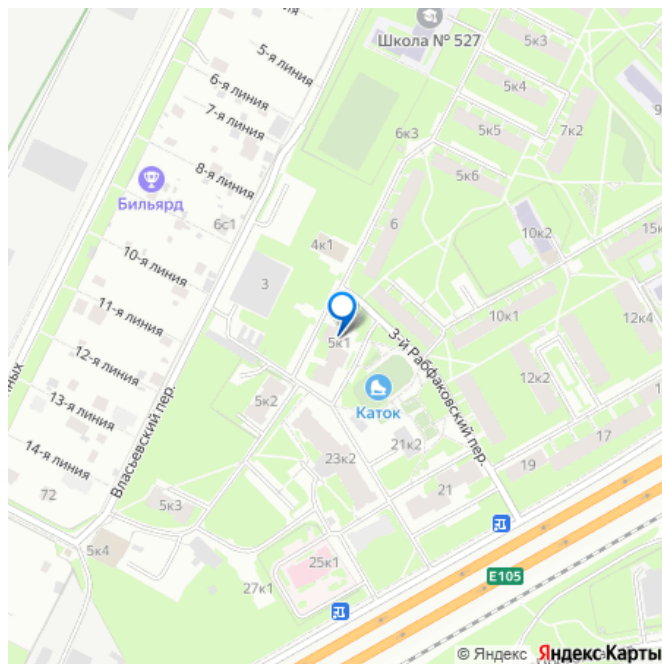 Школа № 527
5к3
5-я линия
5к4
6-я линия
7-я линия
6к3
5к5
7к2
8-я линия
5к6
Бильярд
6с1
6
10к2
4к1
10-я линия
3
11-я линия
5к1
3-й Рабфаковский пер.
10к1
12к4
12-я линия
12к2
13-я линия
Власьевский пер.
5к2
Каток
14-я линия
21к2
17
23к2
19
72
5к3
21
5к4
25к1
E105
27к1
© Яндекс Яндекс Карты